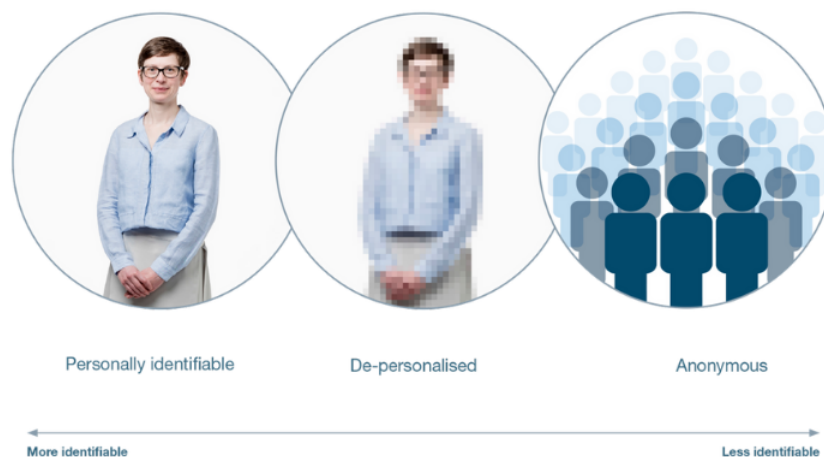 Personally identifiable
De-personalised
Anonymous
More identifiable
Less identifiable